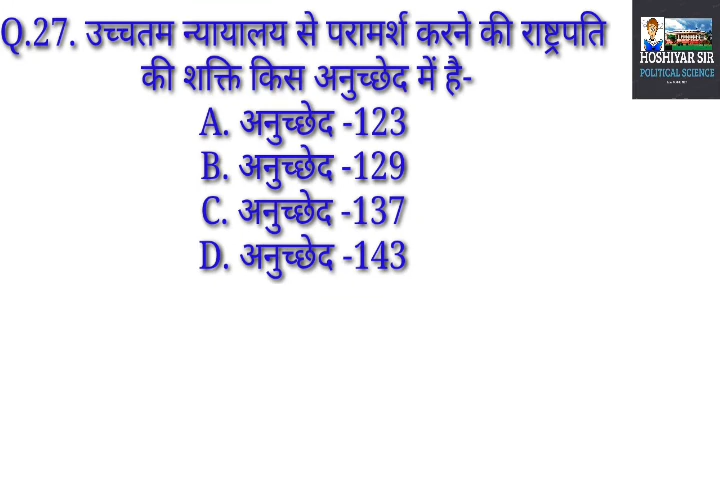 Q.27. उच्चतम न्यायालय से परामर्श करने की राष्ट्रपति
की शक्ति किस अनुच्छेद में है-
A. अनुच्छेद -123
B. अनुच्छेद -129
C. अनुच्छेद -137
D. अनुच्छेद -143
HOSHIYAR SIR
POLITICAL SCIENCE